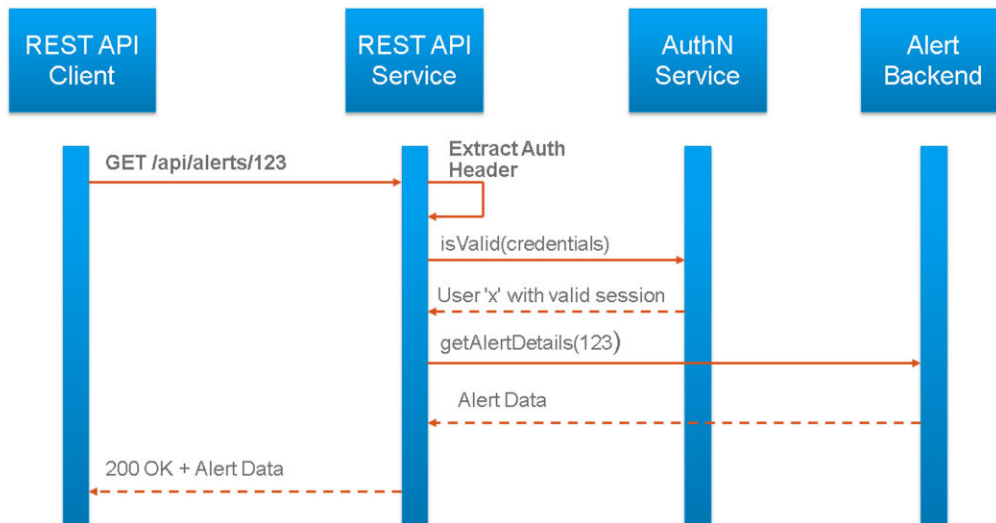 REST API
Client
REST API
Service
AuthN
Service
Alert
Backend
GET /api/alerts/123
Extract Auth
Header
isValid(credentials)
User 'x' with valid session
getAlertDetails(123)
Alert Data
200 OK + Alert Data